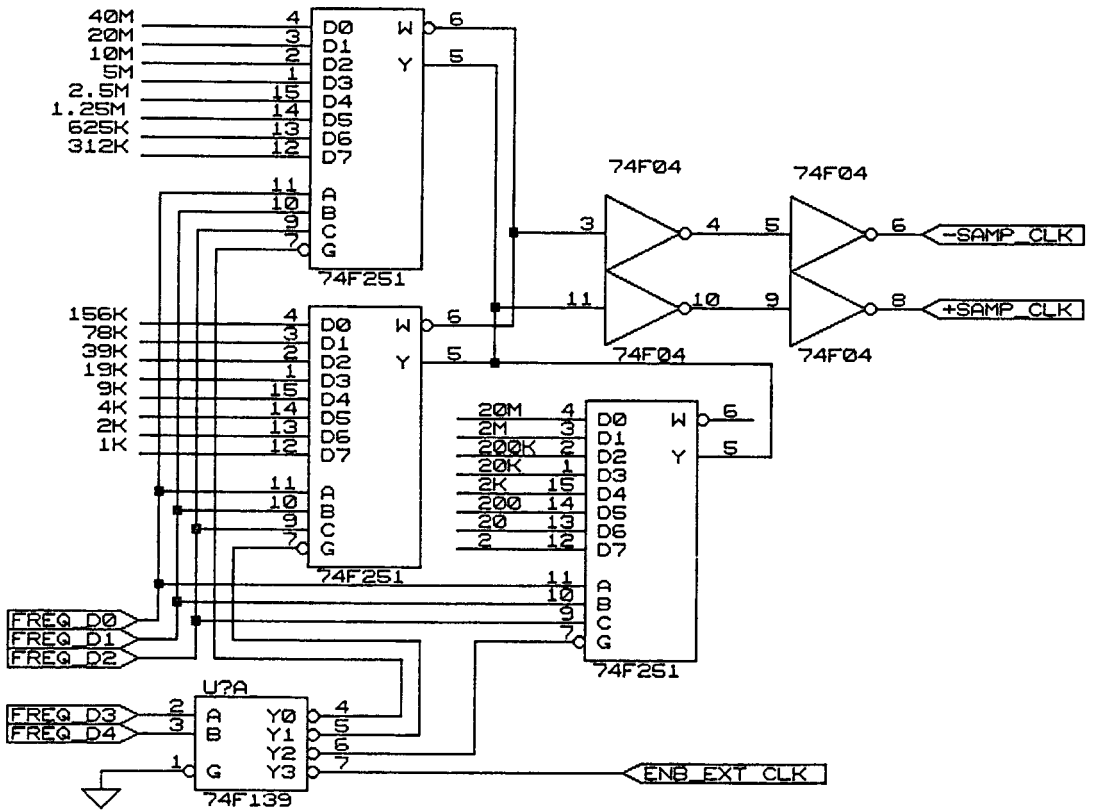 40M 4 D0 W 6
20M 3 D1
10M 2 D2 Y 5
5M 1 D3
2.5M 15 D4
1.25M 14 D5
625K 13 D6
312K 12 D7
11 A
10 B
9 C
7 G
74F251
74F04 74F04
3 4 5 6 -SAMP_CLK
11 10 9 8 +SAMP_CLK
74F04 74F04
156K 4 D0 W 6
78K 3 D1
39K 2 D2 Y 5
19K 1 D3
9K 15 D4
4K 14 D5
2K 13 D6
1K 12 D7
11 A
10 B
9 C
7 G
74F251
20M 4 D0 W 6
2M 3 D1
200K 2 D2 Y 5
20K 1 D3
2K 15 D4
200 14 D5
20 13 D6
2 12 D7
11 A
10 B
9 C
7 G
74F251
FREQ_D0
FREQ_D1
FREQ_D2
U?A
FREQ_D3 2 A Y0 4
FREQ_D4 3 B Y1 5
Y2 6
1 G Y3 7 ENB_EXT_CLK
74F139